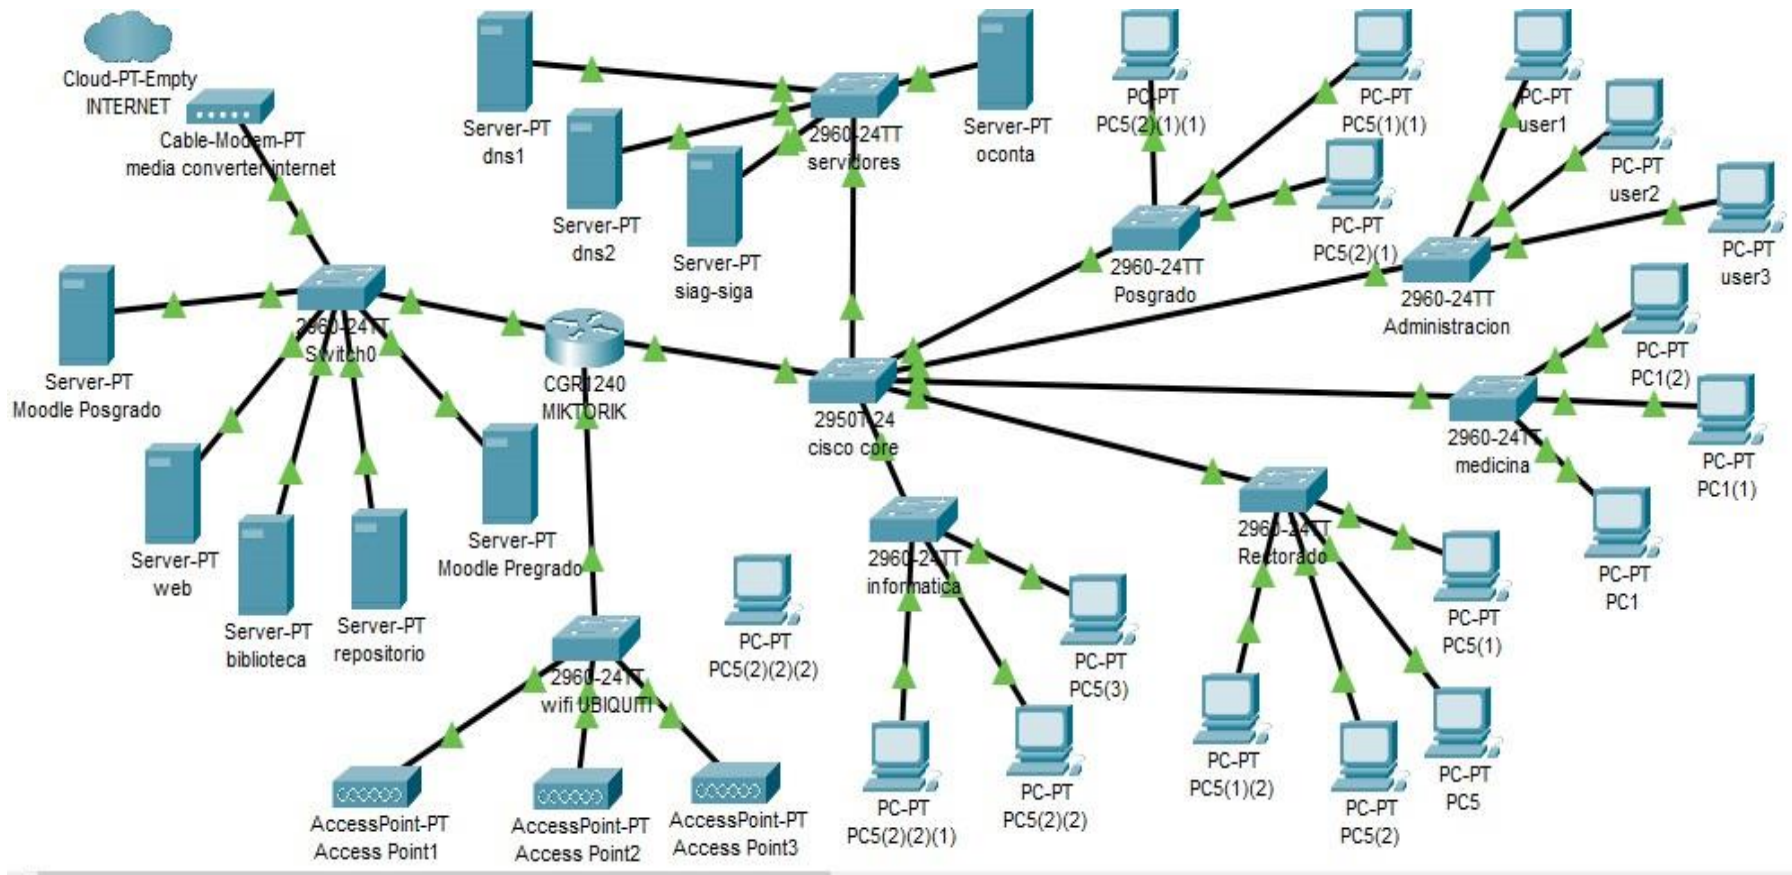 Cloud-PT-Empty
INTERNET
Cable-Modem-PT
media converter internet
Server-PT
dns1
Server-PT
dns2
Server-PT
siag-siga
2960-24TT
servidores
Server-PT
oconta
PC-PT
PC5(2)(1)(1)
PC-PT
PC5(1)(1)
PC-PT
PC5(2)(1)
2960-24TT
Posgrado
PC-PT
user1
PC-PT
user2
PC-PT
user3
2960-24TT
Administracion
Server-PT
Moodle Posgrado
2960-24TT
Switch0
CGR1240
MIKTORIK
2950T-24
cisco core
PC-PT
PC1(2)
2960-24TT
medicina
PC-PT
PC1(1)
PC-PT
PC1
Server-PT
web
Server-PT
biblioteca
Server-PT
repositorio
Server-PT
Moodle Pregrado
2960-24TT
informatica
2960-24TT
Rectorado
PC-PT
PC5(2)(2)(2)
PC-PT
PC5(3)
PC-PT
PC5(1)
2960-24TT
wifi UBIQUITI
PC-PT
PC5(2)(2)(1)
PC-PT
PC5(2)(2)
PC-PT
PC5(1)(2)
PC-PT
PC5(2)
PC-PT
PC5
AccessPoint-PT
Access Point1
AccessPoint-PT
Access Point2
AccessPoint-PT
Access Point3